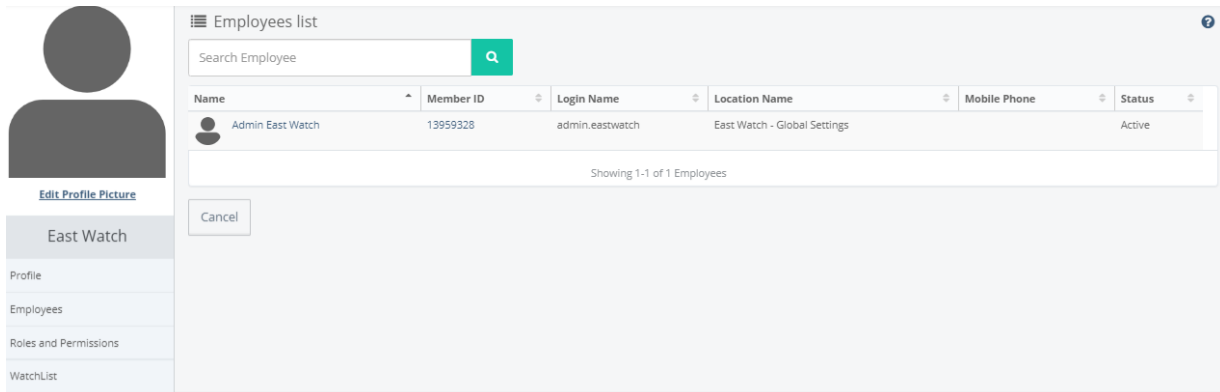 Edit Profile Picture
East Watch
Profile
Employees
Roles and Permissions
WatchList
Employees list
Search Employee
Name Member ID Login Name Location Name Mobile Phone Status
Admin East Watch 13959328 admin.eastwatch East Watch - Global Settings Active
Showing 1-1 of 1 Employees
Cancel